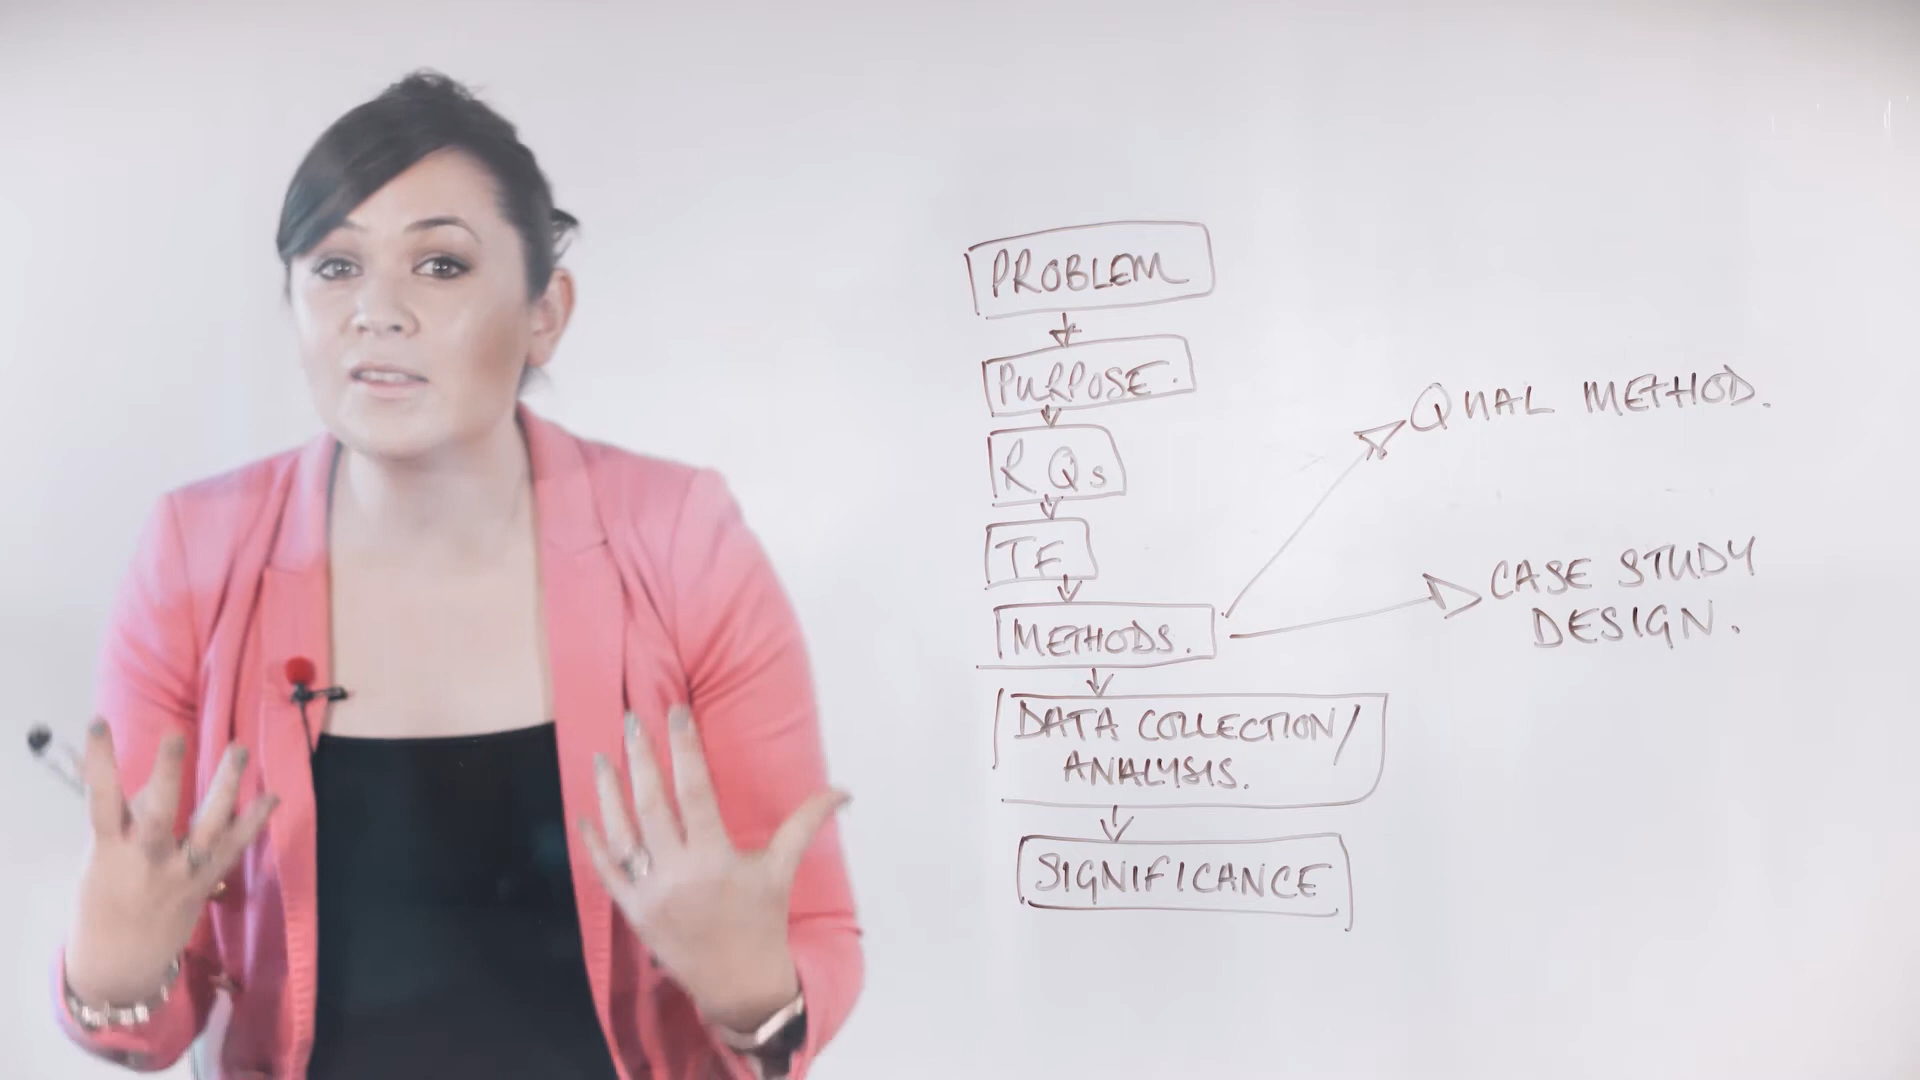 PROBLEM
PURPOSE.
RQs
TF
METHODS.
QUAL METHOD.
CASE STUDY
DESIGN.
DATA COLLECTION/
ANALYSIS.
SIGNIFICANCE